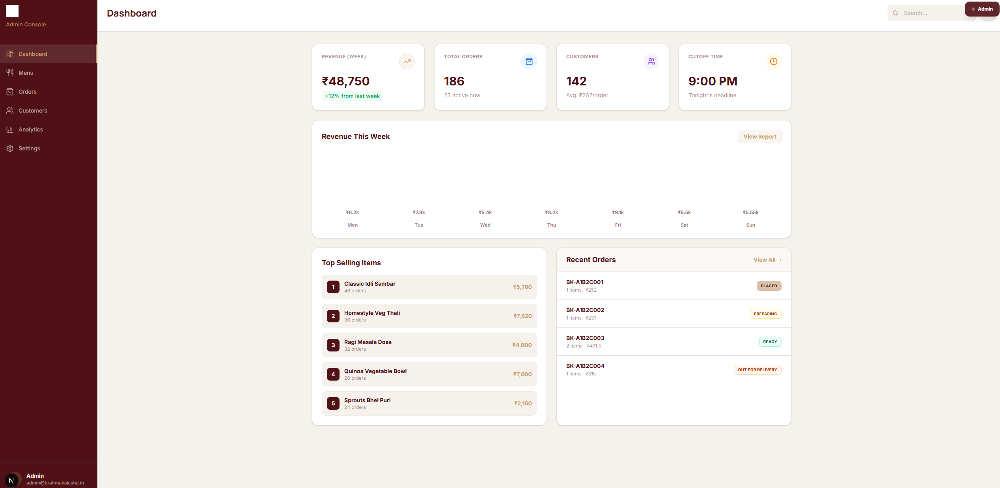 Admin Console
Dashboard
Menu
Orders
Customers
Analytics
Settings
Admin
admin@brahmakalasha.in
N
Dashboard
Search...
Admin
REVENUE (WEEK)
₹48,750
+12% from last week
TOTAL ORDERS
186
23 active now
CUSTOMERS
142
Avg. ₹262/order
CUTOFF TIME
9:00 PM
Tonight's deadline
Revenue This Week
View Report
₹6.2k ₹7.8k ₹5.4k ₹8.2k ₹9.1k ₹6.5k ₹5.55k
Mon Tue Wed Thu Fri Sat Sun
Top Selling Items
1 Classic Idli Sambar ₹5,760
48 orders
2 Homestyle Veg Thali ₹7,920
36 orders
3 Ragi Masala Dosa ₹4,800
32 orders
4 Quinoa Vegetable Bowl ₹7,000
28 orders
5 Sprouts Bhel Puri ₹2,160
24 orders
Recent Orders
View All →
BK-A1B2C001
1 items · ₹252
PLACED
BK-A1B2C002
1 items · ₹231
PREPARING
BK-A1B2C003
2 items · ₹401.5
READY
BK-A1B2C004
1 items · ₹315
OUT FOR DELIVERY